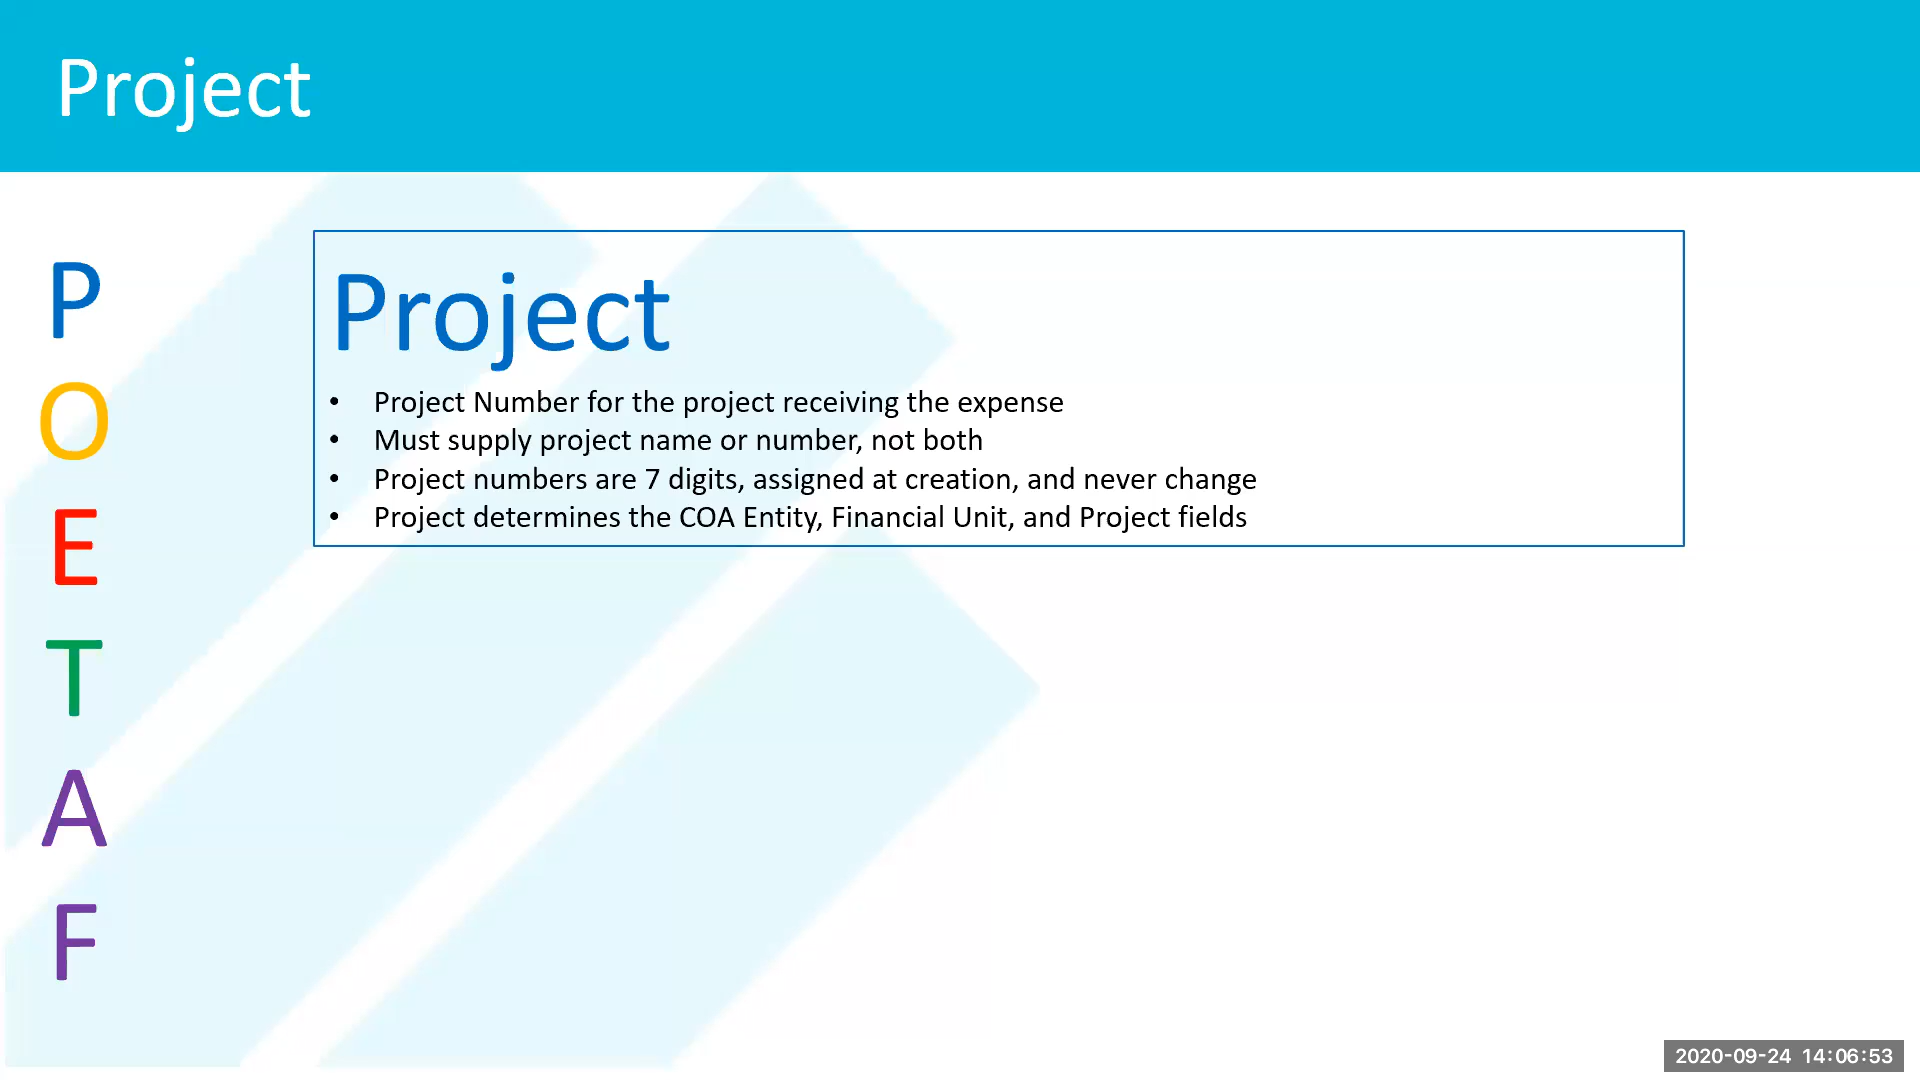 Project
P
O
E
T
A
F
Project
• Project Number for the project receiving the expense
• Must supply project name or number, not both
• Project numbers are 7 digits, assigned at creation, and never change
• Project determines the COA Entity, Financial Unit, and Project fields
2020-09-24 14:06:53